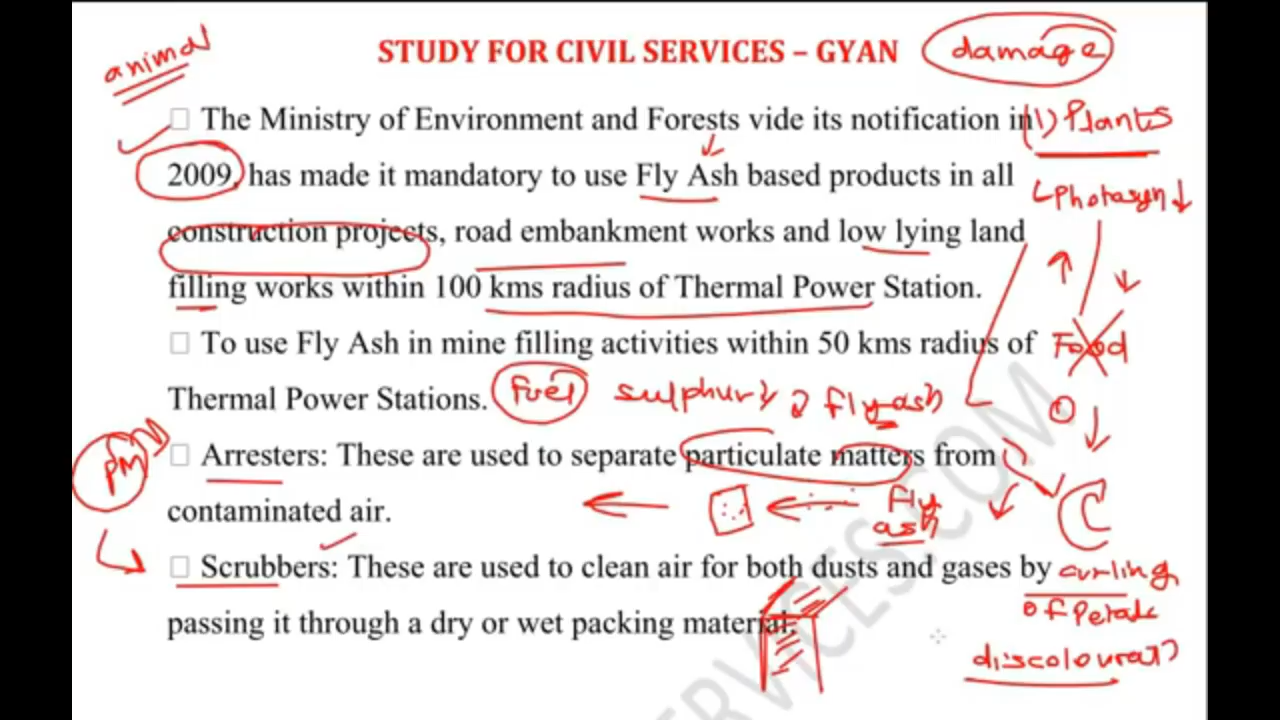 animal
STUDY FOR CIVIL SERVICES – GYAN
damage
☐ The Ministry of Environment and Forests vide its notification in
(1) Plants
2009, has made it mandatory to use Fly Ash based products in all
Photosyn ↓
construction projects, road embankment works and low lying land
filling works within 100 kms radius of Thermal Power Station.
☐ To use Fly Ash in mine filling activities within 50 kms radius of
Food
Thermal Power Stations.
Fuel sulphur fly ash
PM
☐ Arresters: These are used to separate particulate matters from
contaminated air.
Fly
ash
☐ Scrubbers: These are used to clean air for both dusts and gases by
curling
of Petals
passing it through a dry or wet packing material.
SERVICES